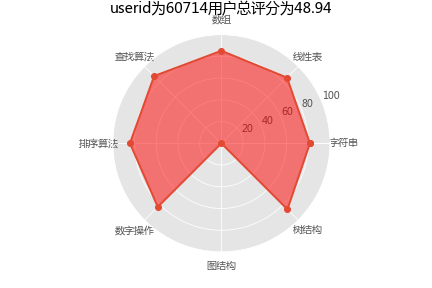 userid为60714用户总评分为48.94
数组
查找算法
线性表
100
80
60
40
20
排序算法
字符串
数字操作
树结构
图结构